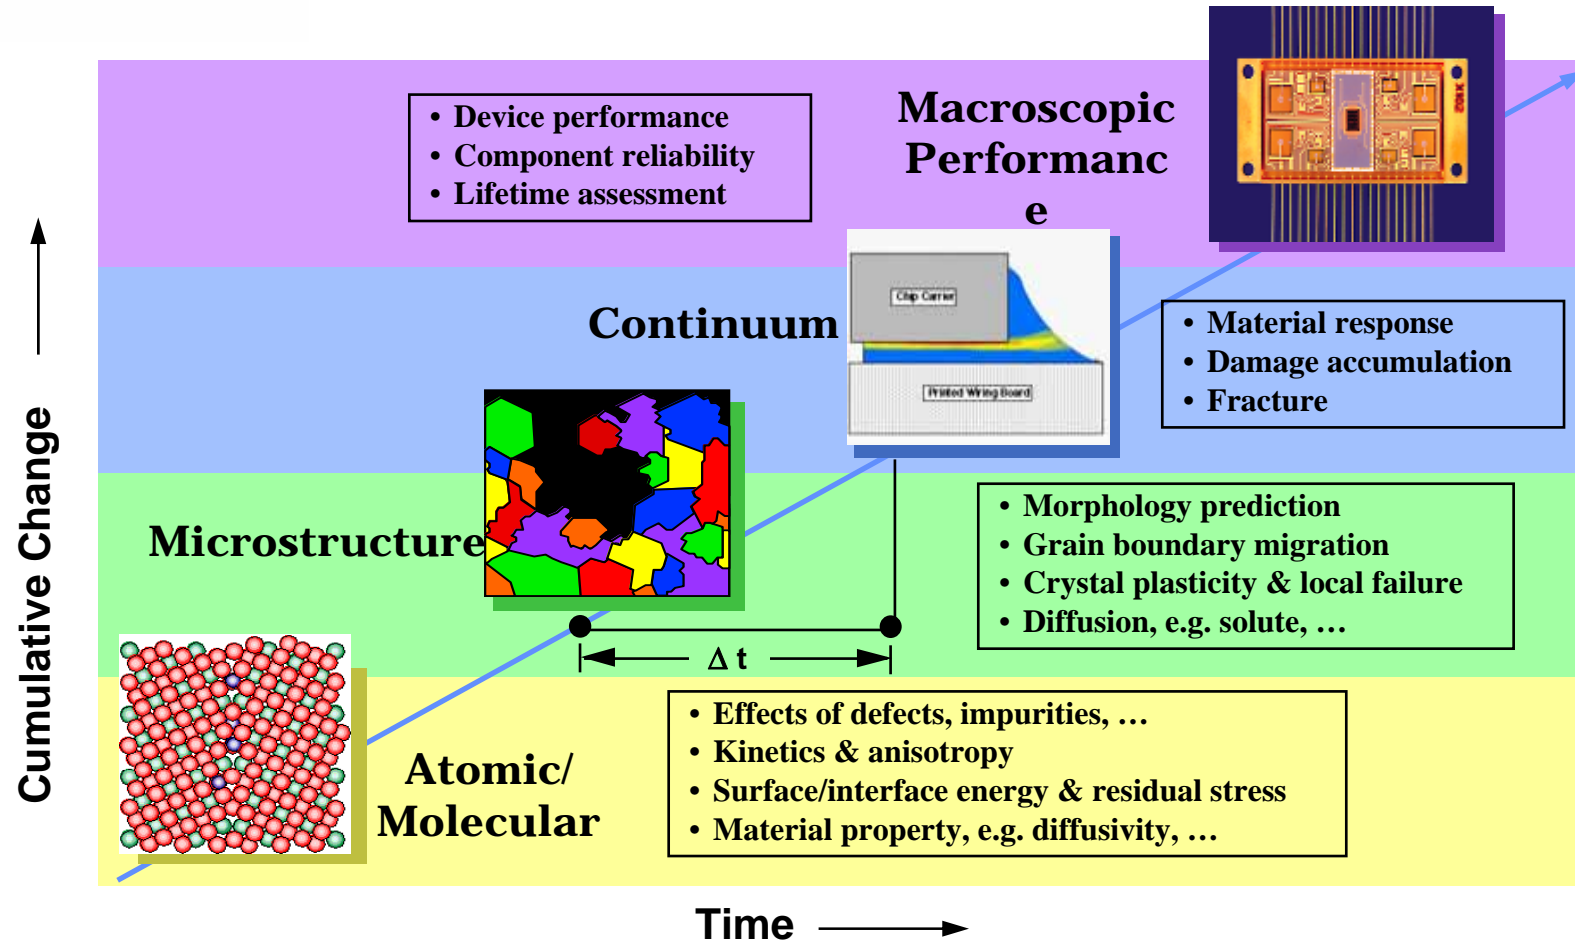 • Device performance
• Component reliability
• Lifetime assessment
Macroscopic
Performanc
e
X802
Continuum
Chip Carrier
Printed Wiring Board
• Material response
• Damage accumulation
• Fracture
Microstructure
• Morphology prediction
• Grain boundary migration
• Crystal plasticity & local failure
• Diffusion, e.g. solute, …
Δ t
Atomic/
Molecular
• Effects of defects, impurities, …
• Kinetics & anisotropy
• Surface/interface energy & residual stress
• Material property, e.g. diffusivity, …
Cumulative Change
Time